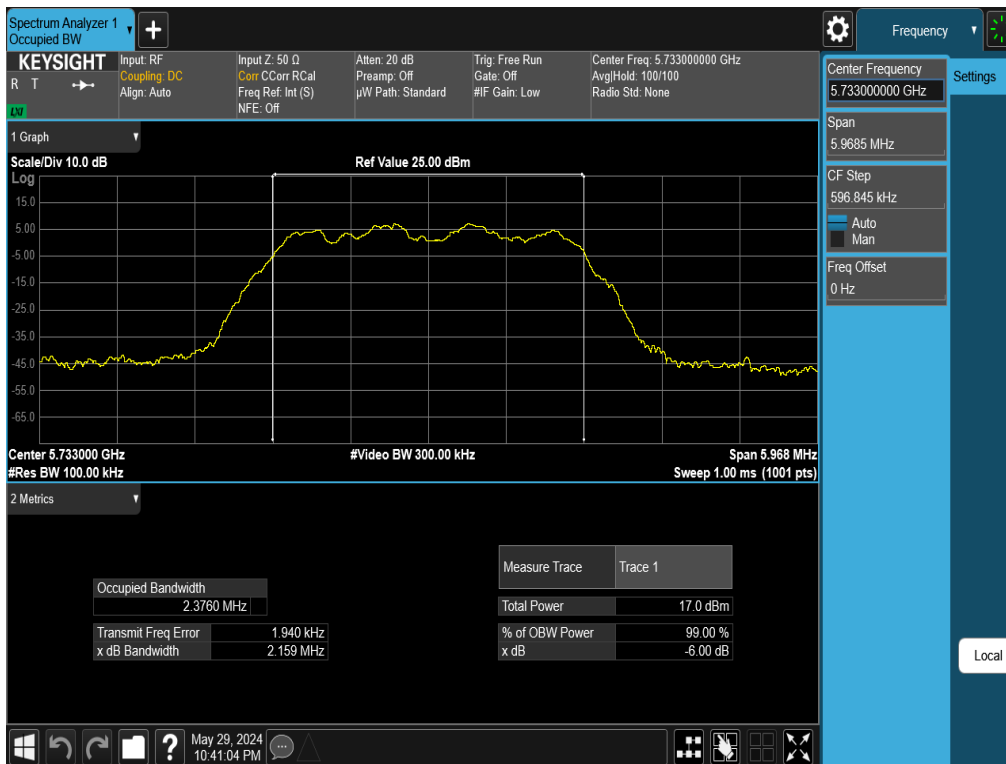 Spectrum Analyzer 1
Occupied BW
Frequency
KEYSIGHT
R T
LXI
Input: RF
Coupling: DC
Align: Auto
Input Z: 50 Ω
Corr CCorr RCal
Freq Ref: Int (S)
NFE: Off
Atten: 20 dB
Preamp: Off
µW Path: Standard
Trig: Free Run
Gate: Off
#IF Gain: Low
Center Freq: 5.733000000 GHz
Avg|Hold: 100/100
Radio Std: None
Center Frequency
5.733000000 GHz
Settings
Span
5.9685 MHz
CF Step
596.845 kHz
Auto
Man
Freq Offset
0 Hz
1 Graph
Scale/Div 10.0 dB
Ref Value 25.00 dBm
Log
15.0
5.00
-5.00
-15.0
-25.0
-35.0
-45.0
-55.0
-65.0
Center 5.733000 GHz
#Video BW 300.00 kHz
Span 5.968 MHz
#Res BW 100.00 kHz
Sweep 1.00 ms (1001 pts)
2 Metrics
Measure Trace Trace 1
Occupied Bandwidth
2.3760 MHz
Total Power 17.0 dBm
Transmit Freq Error 1.940 kHz
% of OBW Power 99.00 %
x dB Bandwidth 2.159 MHz
x dB -6.00 dB
Local
?
May 29, 2024
10:41:04 PM